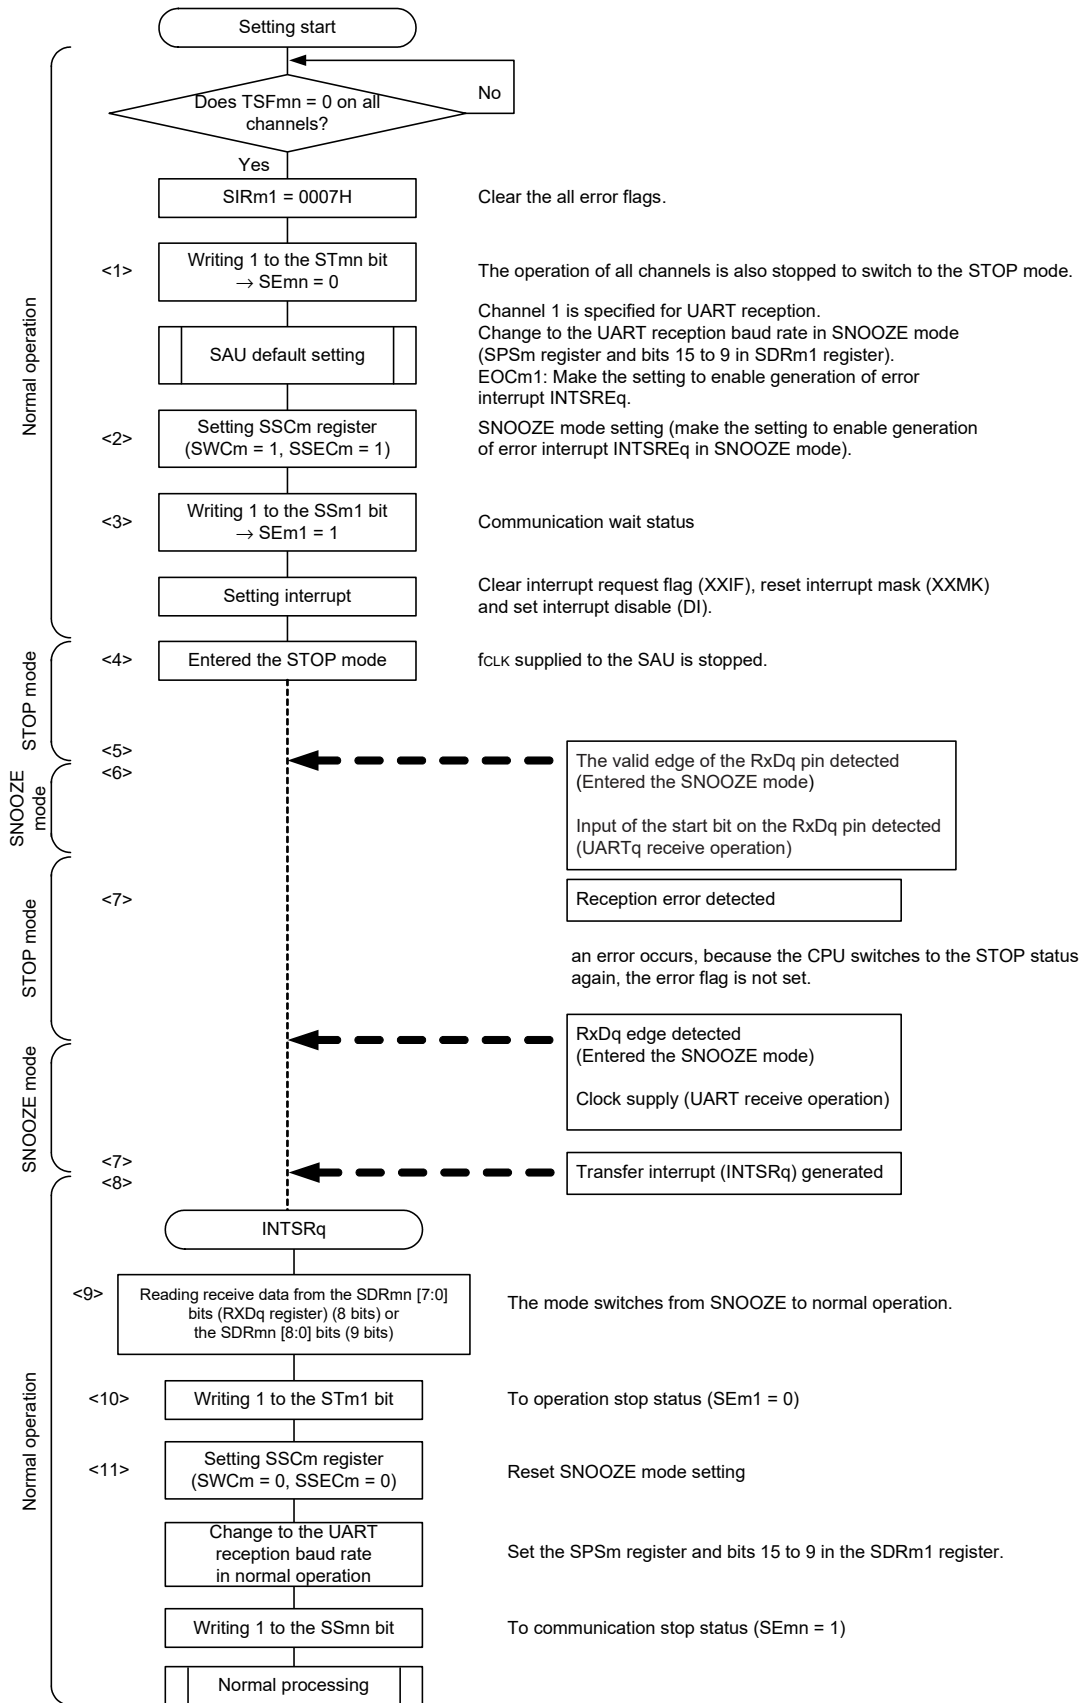 Setting start
Does TSFmn = 0 on all
channels?
No
Yes
SIRm1 = 0007H
Clear the all error flags.
<1>
Writing 1 to the STmn bit
→ SEmn = 0
The operation of all channels is also stopped to switch to the STOP mode.
SAU default setting
Channel 1 is specified for UART reception.
Change to the UART reception baud rate in SNOOZE mode
(SPSm register and bits 15 to 9 in SDRm1 register).
EOCm1: Make the setting to enable generation of error
interrupt INTSREq.
Normal operation
<2>
Setting SSCm register
(SWCm = 1, SSECm = 1)
SNOOZE mode setting (make the setting to enable generation
of error interrupt INTSREq in SNOOZE mode).
<3>
Writing 1 to the SSm1 bit
→ SEm1 = 1
Communication wait status
Setting interrupt
Clear interrupt request flag (XXIF), reset interrupt mask (XXMK)
and set interrupt disable (DI).
STOP mode
<4>
Entered the STOP mode
fCLK supplied to the SAU is stopped.
<5>
<6>
SNOOZE
mode
The valid edge of the RxDq pin detected
(Entered the SNOOZE mode)
Input of the start bit on the RxDq pin detected
(UARTq receive operation)
STOP mode
<7>
Reception error detected
an error occurs, because the CPU switches to the STOP status
again, the error flag is not set.
SNOOZE mode
RxDq edge detected
(Entered the SNOOZE mode)
Clock supply (UART receive operation)
<7>
<8>
Transfer interrupt (INTSRq) generated
INTSRq
<9>
Reading receive data from the SDRmn [7:0]
bits (RXDq register) (8 bits) or
the SDRmn [8:0] bits (9 bits)
The mode switches from SNOOZE to normal operation.
Normal operation
<10>
Writing 1 to the STm1 bit
To operation stop status (SEm1 = 0)
<11>
Setting SSCm register
(SWCm = 0, SSECm = 0)
Reset SNOOZE mode setting
Change to the UART
reception baud rate
in normal operation
Set the SPSm register and bits 15 to 9 in the SDRm1 register.
Writing 1 to the SSmn bit
To communication stop status (SEmn = 1)
Normal processing